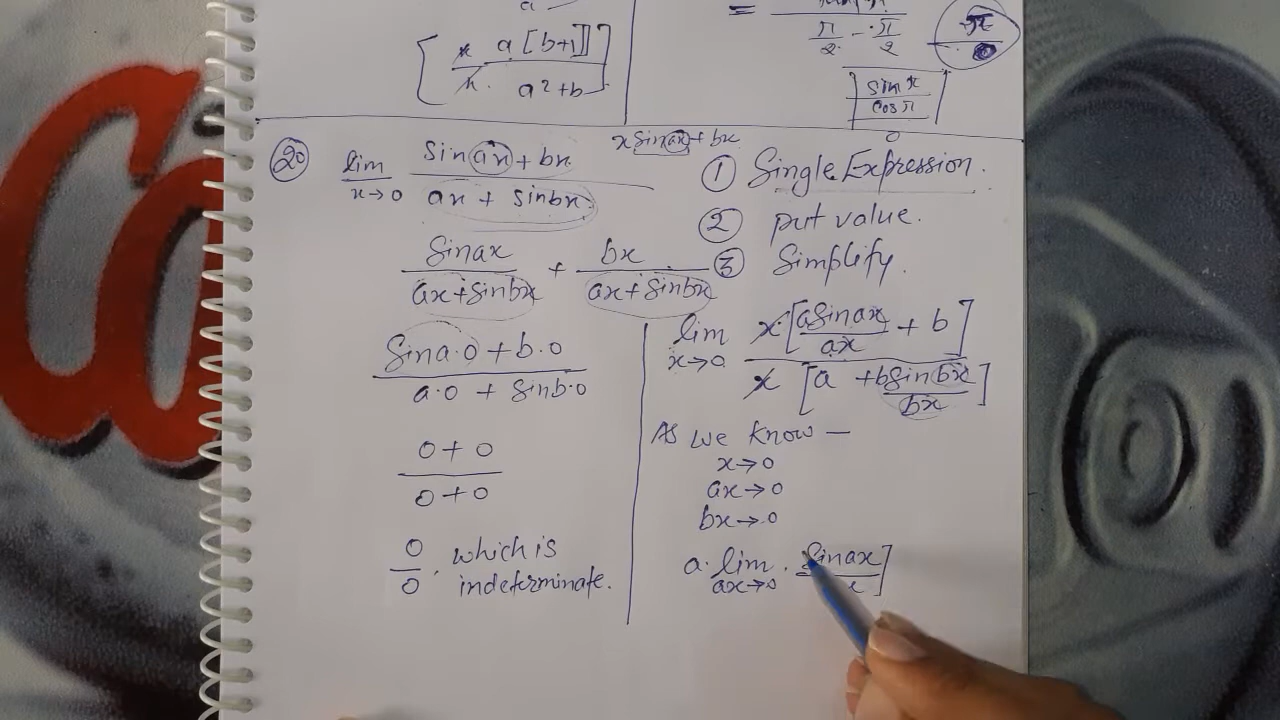 a
x a [b+1]
x. a² + b
=
π/2 - π/2
sin x
cos π
0
x sin ax + bx
20
lim x→0 sin ax + bx
ax + sin bx
① Single Expression.
② put value.
③ Simplify.
sin ax + bx
ax + sin bx ax + sin bx
Sin a·0 + b·0
a·0 + sin b·0
0 + 0
0 + 0
0
0 . which is
indeterminate.
lim x→0 x·[a sin ax + b]
ax
x [a + b sin bx]
bx
As we know —
x→0
ax→0
bx→0
a· lim ax→0 · sin ax]